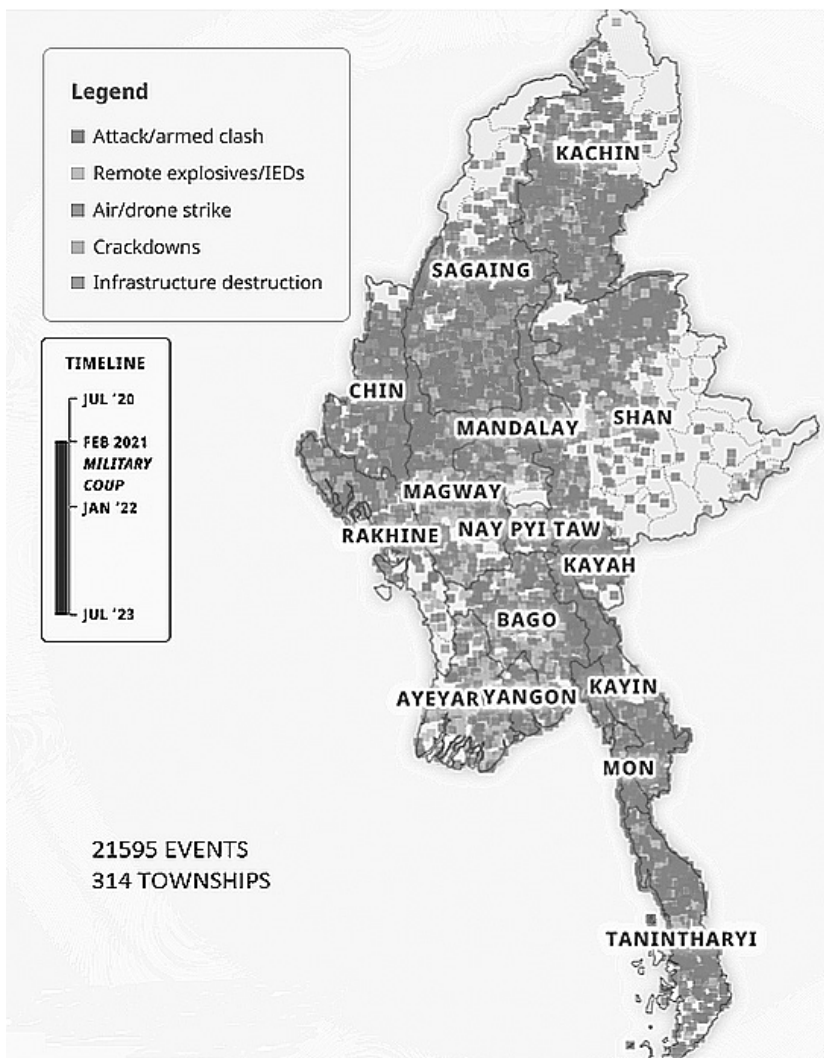 Legend
Attack/armed clash
Remote explosives/IEDs
Air/drone strike
Crackdowns
Infrastructure destruction
TIMELINE
JUL '20
FEB 2021
MILITARY
COUP
JAN '22
JUL '23
KACHIN
SAGAING
CHIN
SHAN
MANDALAY
MAGWAY
RAKHINE
NAY PYI TAW
KAYAH
BAGO
AYEYAR
YANGON
KAYIN
MON
TANINTHARYI
21595 EVENTS
314 TOWNSHIPS